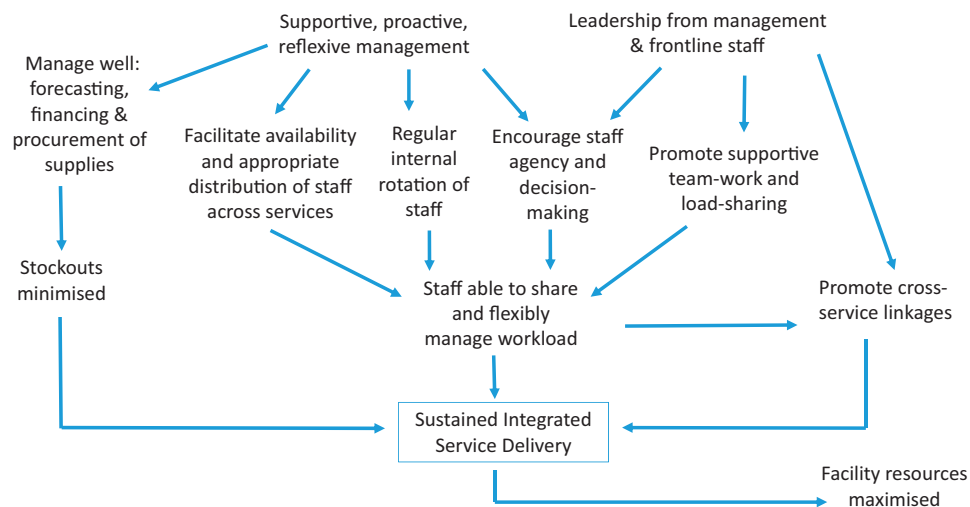 Supportive, proactive,
reflexive management
Leadership from management
& frontline staff
Manage well:
forecasting,
financing &
procurement of
supplies
Facilitate availability
and appropriate
distribution of staff
across services
Regular
internal
rotation of
staff
Encourage staff
agency and
decision-
making
Promote supportive
team-work and
load-sharing
Stockouts
minimised
Staff able to share
and flexibly
manage workload
Promote cross-
service linkages
Sustained Integrated
Service Delivery
Facility resources
maximised